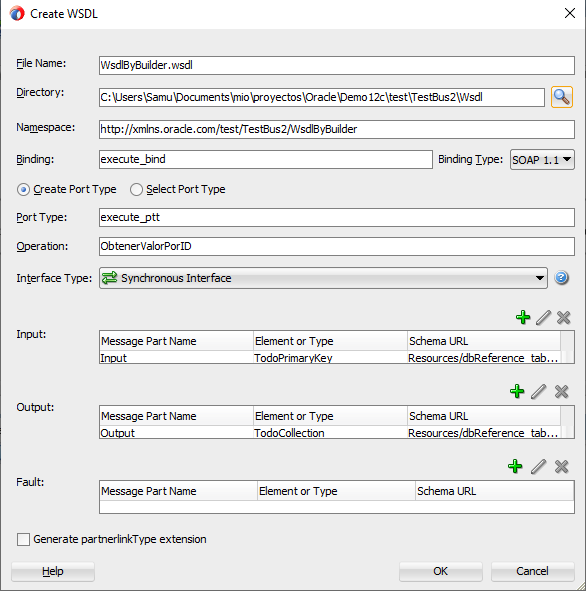 Create WSDL
File Name: WsdlByBuilder.wsdl
Directory: C:\Users\Samu\Documents\mio\proyectos\Oracle\Demo12c\test\TestBus2\Wsdl
Namespace: http://xmlns.oracle.com/test/TestBus2/WsdlByBuilder
Binding: execute_bind Binding Type: SOAP 1.1
Create Port Type Select Port Type
Port Type: execute_ptt
Operation: ObtenerValorPorID
Interface Type: Synchronous Interface
Input:
Message Part Name Element or Type Schema URL
Input TodoPrimaryKey Resources/dbReference_tab...
Output:
Message Part Name Element or Type Schema URL
Output TodoCollection Resources/dbReference_tab...
Fault:
Message Part Name Element or Type Schema URL
Generate partnerlinkType extension
Help OK Cancel